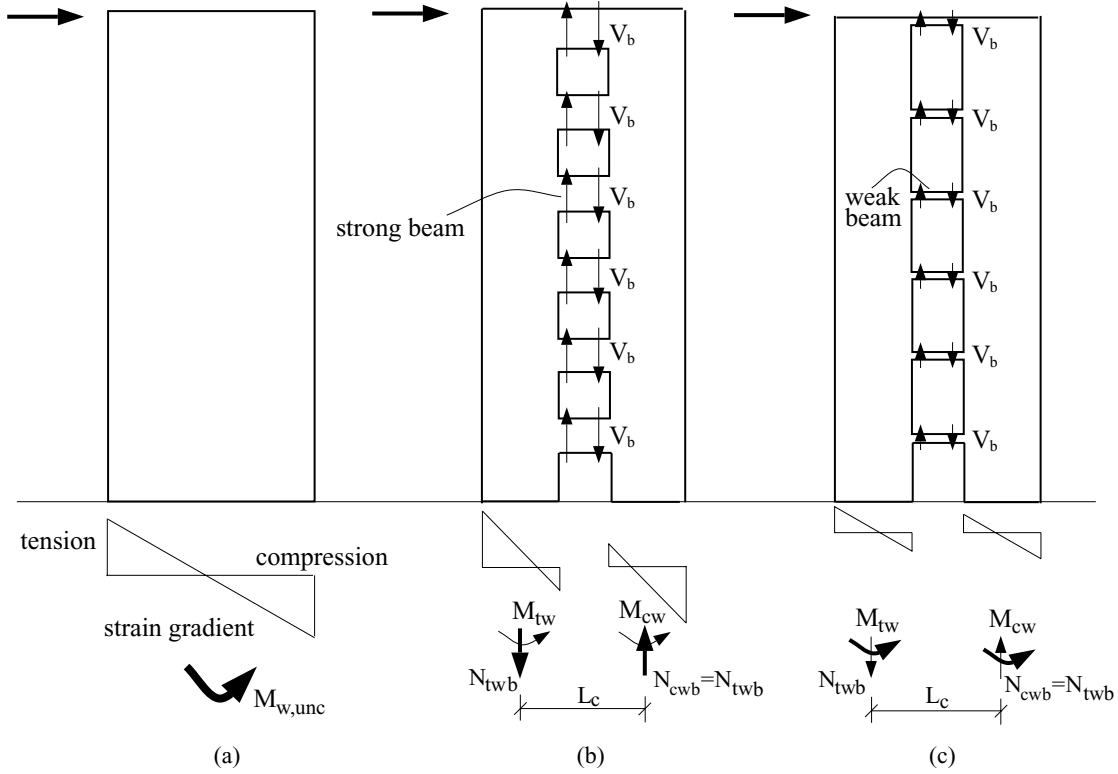 V_b
V_b
V_b
V_b
V_b
V_b
strong beam
V_b
V_b
V_b
V_b
V_b
V_b
weak
beam
tension
compression
strain gradient
M_w,unc
M_tw
M_cw
N_twb
N_cwb=N_twb
L_c
M_tw
M_cw
N_twb
N_cwb=N_twb
L_c
(a)
(b)
(c)